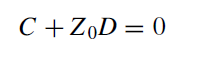 C + Z₀D = 0